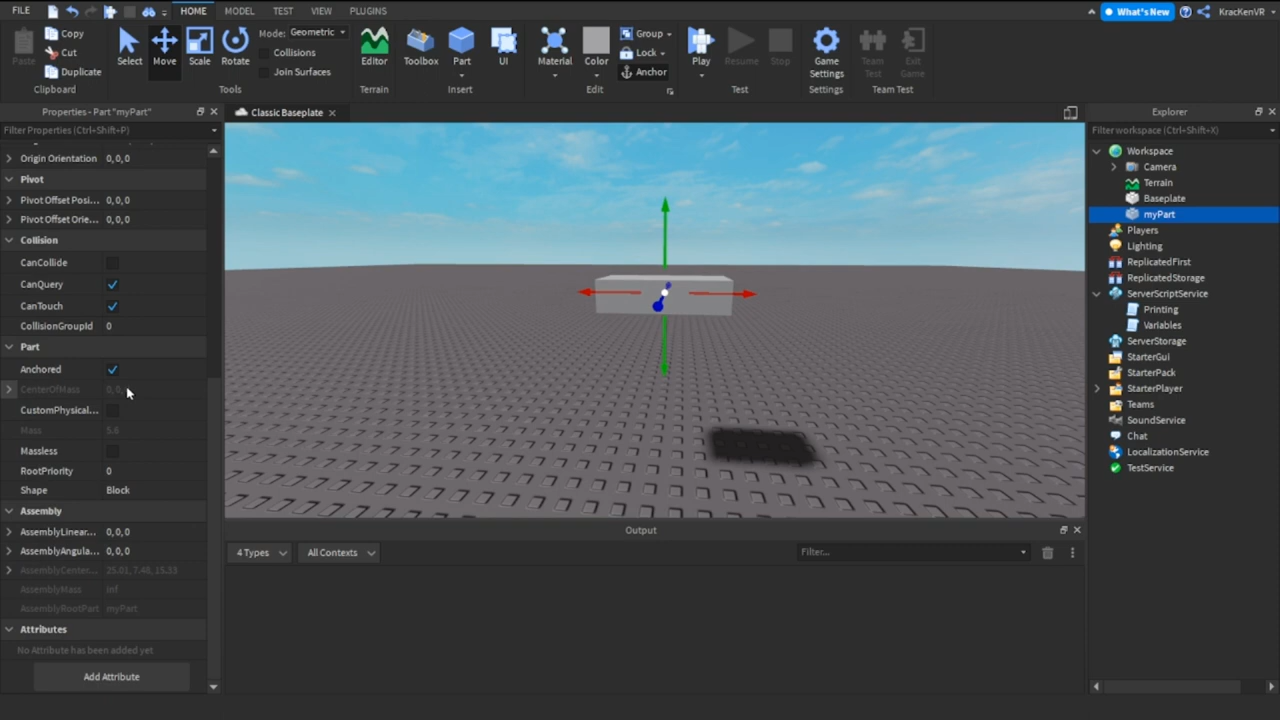 FILE HOME MODEL TEST VIEW PLUGINS What's New KracKenVR
Paste Copy Cut Duplicate Clipboard
Select Move Scale Rotate Tools
Mode: Geometric Collisions Join Surfaces
Editor Terrain
Toolbox Part UI Insert
Material Color Group Lock Anchor Edit
Play Resume Stop Test
Game Settings Settings
Team Test Exit Game Team Test
Properties - Part "myPart"
Filter Properties (Ctrl+Shift+P)
Origin Orientation 0, 0, 0
Pivot
Pivot Offset Posi... 0, 0, 0
Pivot Offset Orie... 0, 0, 0
Collision
CanCollide
CanQuery
CanTouch
CollisionGroupId 0
Part
Anchored
CenterOfMass 0, 0,
CustomPhysical...
Mass 5.6
Massless
RootPriority 0
Shape Block
Assembly
AssemblyLinear... 0, 0, 0
AssemblyAngula... 0, 0, 0
AssemblyCenter... 25.01, 7.48, 15.33
AssemblyMass inf
AssemblyRootPart myPart
Attributes
No Attribute has been added yet
Add Attribute
Classic Baseplate
Output
4 Types All Contexts Filter...
Explorer
Filter workspace (Ctrl+Shift+X)
Workspace
Camera
Terrain
Baseplate
myPart
Players
Lighting
ReplicatedFirst
ReplicatedStorage
ServerScriptService
Printing
Variables
ServerStorage
StarterGui
StarterPack
StarterPlayer
Teams
SoundService
Chat
LocalizationService
TestService